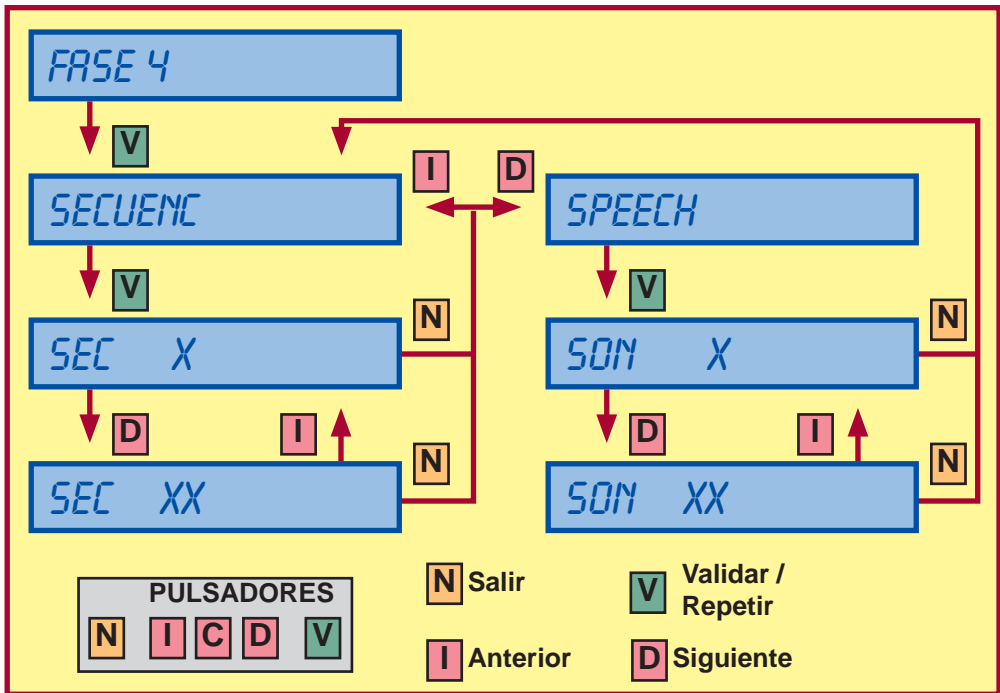 FASE 4
V
I D
SECUENC SPEECH
V V
N N
SEC X SON X
D I D I
N N
SEC XX SON XX
PULSADORES
N I C D V
N Salir
V Validar /
Repetir
I Anterior
D Siguiente